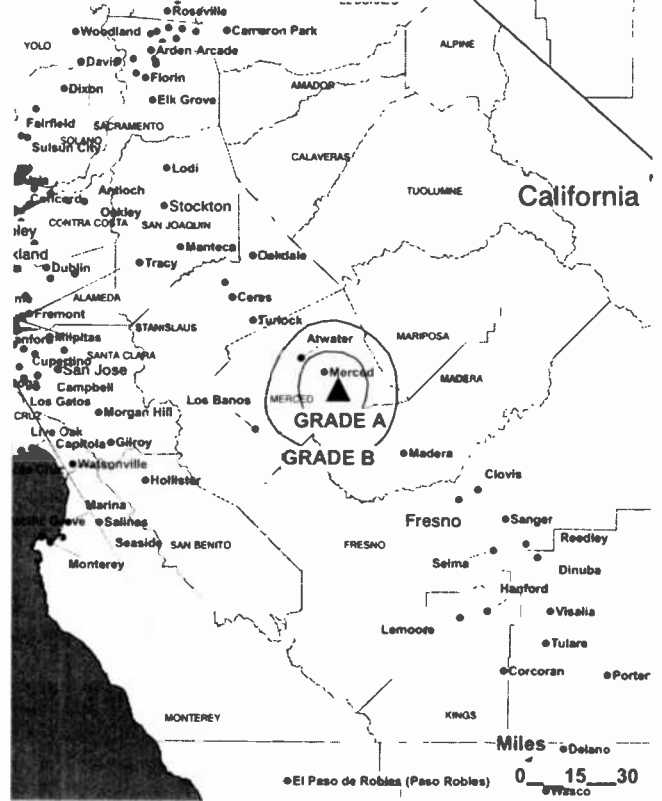 Roseville
Woodland
Cameron Park
YOLO
ALPINE
Arden-Arcade
Davis
Florin
AMADOR
Dixon
Elk Grove
Fairfield
SACRAMENTO
SOLANO
Suisun City
CALAVERAS
Lodi
TUOLUMNE
Antioch
California
Concord
Stockton
Oakley
CONTRA COSTA
SAN JOAQUIN
Manteca
kland
Oakdale
Tracy
Dublin
ALAMEDA
Ceres
Fremont
Turlock
STANISLAUS
MARIPOSA
Milpitas
Atwater
SANTA CLARA
Cupertino
San Jose
Merced
MADERA
Campbell
Los Banos
MERCED
Los Gatos
CRUZ
Morgan Hill
GRADE A
Live Oak
Capitola
Gilroy
Madera
GRADE B
Watsonville
Clovis
Hollister
Marina
Salinas
Fresno
Sanger
Seaside
SAN BENITO
FRESNO
Reedley
Monterey
Selma
Dinuba
Hanford
Visalia
Lemoore
Tulare
Corcoran
Porter
MONTEREY
KINGS
Miles
Delano
El Paso de Robles (Paso Robles)
0 15 30
Wasco